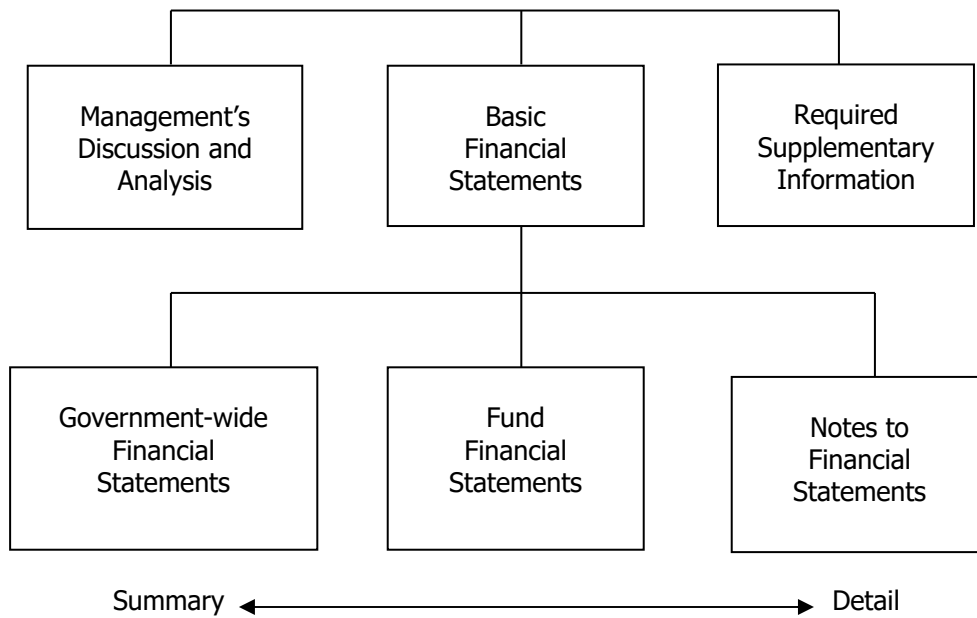 Management’s
Discussion and
Analysis
Basic
Financial
Statements
Required
Supplementary
Information
Government-wide
Financial
Statements
Fund
Financial
Statements
Notes to
Financial
Statements
Summary
Detail